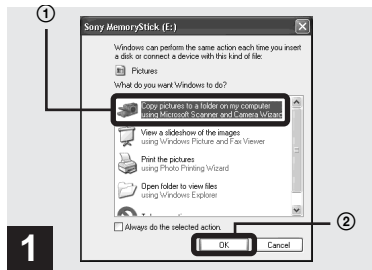 ①
Sony MemoryStick (E:)
Windows can perform the same action each time you insert
a disk or connect a device with this kind of file:
Pictures
What do you want Windows to do?
Copy pictures to a folder on my computer
using Microsoft Scanner and Camera Wizard
View a slideshow of the images
using Windows Picture and Fax Viewer
Print the pictures
using Photo Printing Wizard
Open folder to view files
using Windows Explorer
Always do the selected action.
②
OK
Cancel
1